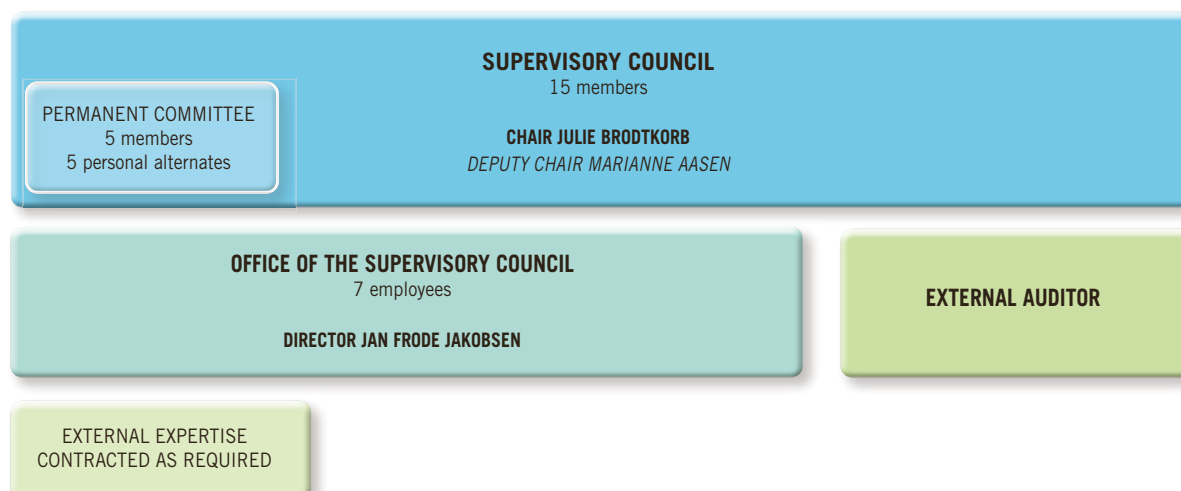 SUPERVISORY COUNCIL
15 members
CHAIR JULIE BRODTKORB
DEPUTY CHAIR MARIANNE AASEN
PERMANENT COMMITTEE
5 members
5 personal alternates
OFFICE OF THE SUPERVISORY COUNCIL
7 employees
DIRECTOR JAN FRODE JAKOBSEN
EXTERNAL AUDITOR
EXTERNAL EXPERTISE
CONTRACTED AS REQUIRED